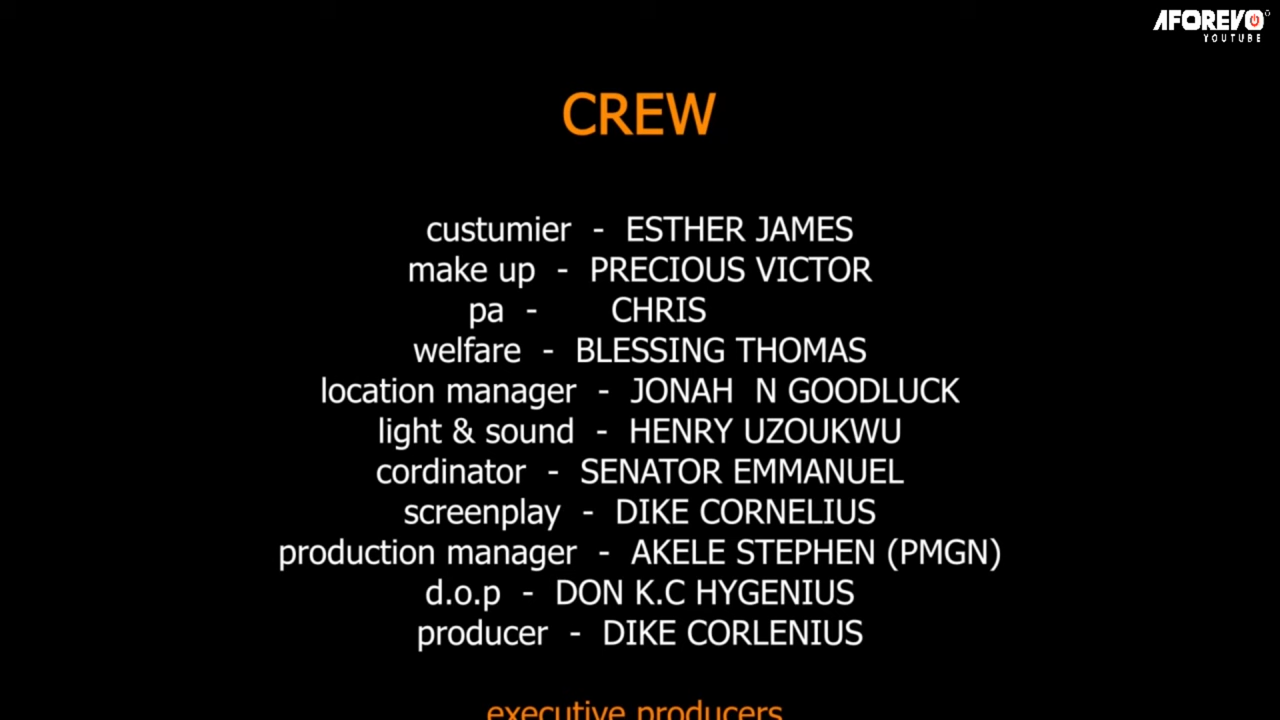 AFOREVO
YOUTUBE
CREW
custumier - ESTHER JAMES
make up - PRECIOUS VICTOR
pa - CHRIS
welfare - BLESSING THOMAS
location manager - JONAH N GOODLUCK
light & sound - HENRY UZOUKWU
cordinator - SENATOR EMMANUEL
screenplay - DIKE CORNELIUS
production manager - AKELE STEPHEN (PMGN)
d.o.p - DON K.C HYGENIUS
producer - DIKE CORLENIUS
executive producers